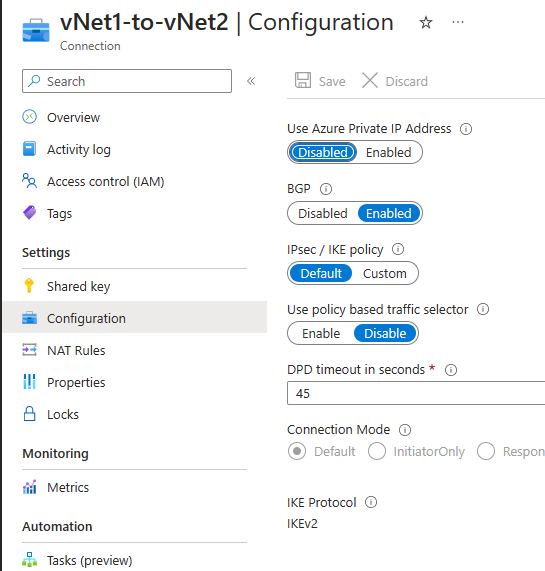 vNet1-to-vNet2 | Configuration
Connection
Search
Overview
Activity log
Access control (IAM)
Tags
Settings
Shared key
Configuration
NAT Rules
Properties
Locks
Monitoring
Metrics
Automation
Tasks (preview)
Save Discard
Use Azure Private IP Address
Disabled Enabled
BGP
Disabled Enabled
IPsec / IKE policy
Default Custom
Use policy based traffic selector
Enable Disable
DPD timeout in seconds *
45
Connection Mode
Default InitiatorOnly Respon
IKE Protocol
IKEv2